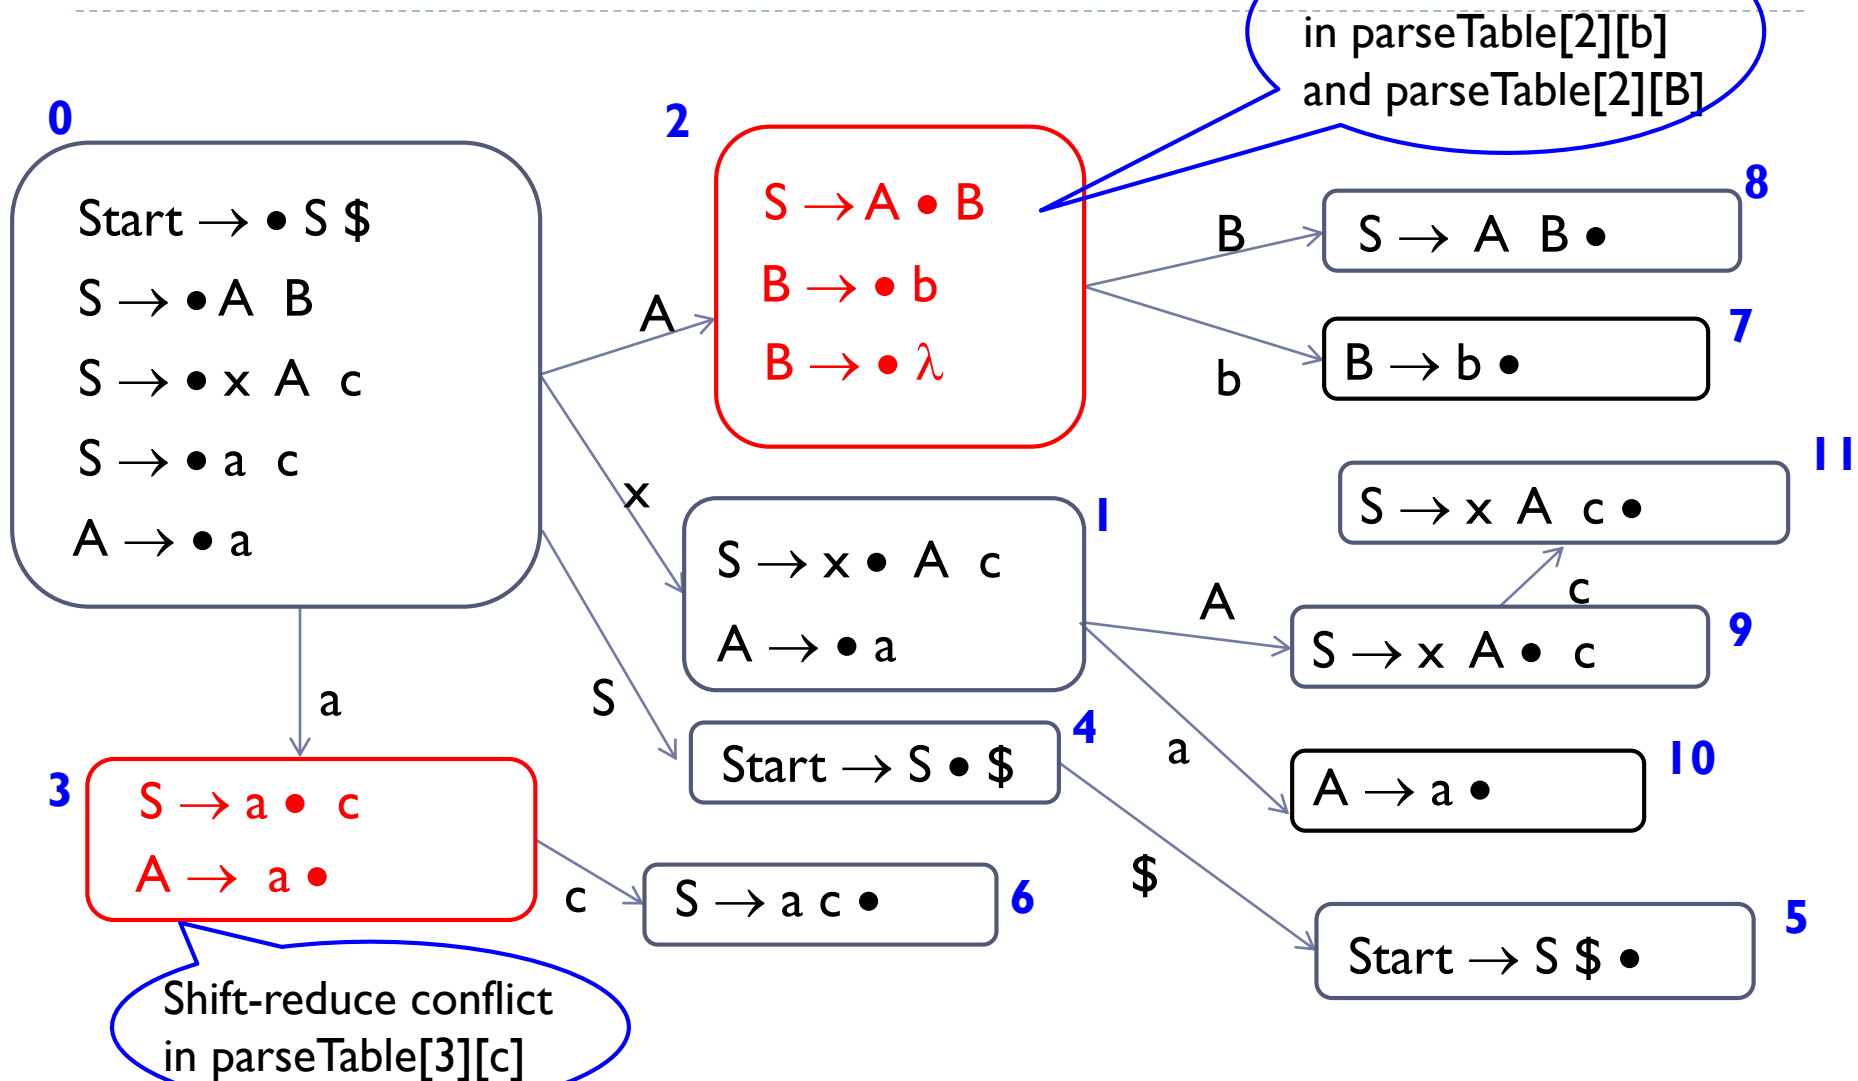 in parseTable[2][b]
and parseTable[2][B]
0
Start → • S $
S → • A B
S → • x A c
S → • a c
A → • a
2
S → A • B
B → • b
B → • λ
8
S → A B •
7
B → b •
11
S → x A c •
1
S → x • A c
A → • a
9
S → x A • c
4
Start → S • $
10
A → a •
3
S → a • c
A → a •
6
S → a c •
5
Start → S $ •
A
x
S
a
B
b
A
a
c
$
c
Shift-reduce conflict
in parseTable[3][c]